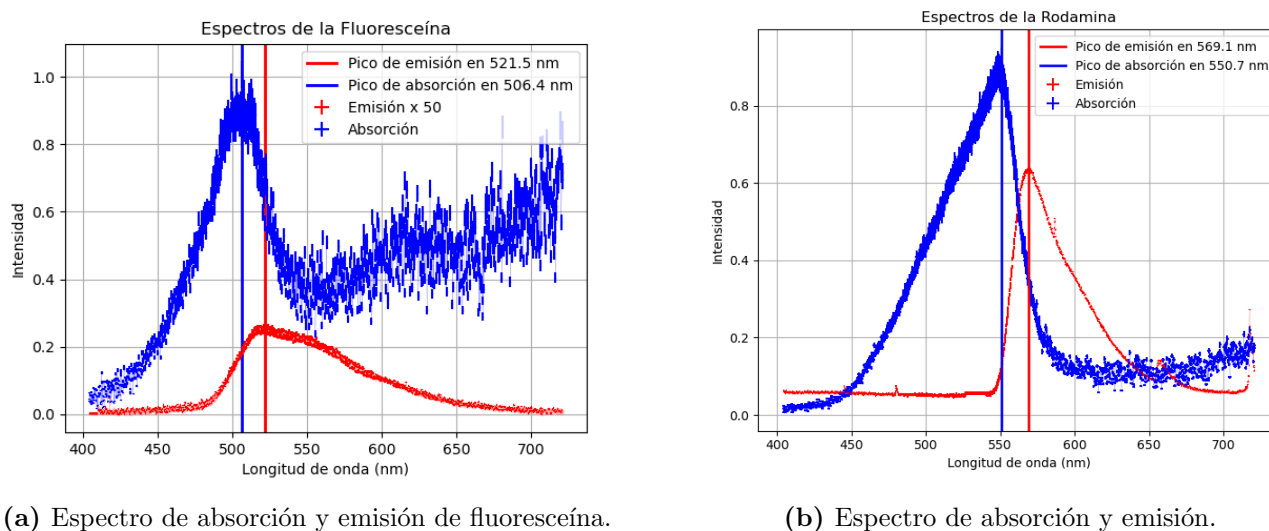 Espectros de la Fluoresceína
Pico de emisión en 521.5 nm
Pico de absorción en 506.4 nm
Emisión x 50
Absorción
Intensidad
1.0
0.8
0.6
0.4
0.2
0.0
400 450 500 550 600 650 700
Longitud de onda (nm)
(a) Espectro de absorción y emisión de fluoresceína.
Espectros de la Rodamina
Pico de emisión en 569.1 nm
Pico de absorción en 550.7 nm
Emisión
Absorción
Intensidad
0.8
0.6
0.4
0.2
0.0
400 450 500 550 600 650 700
Longitud de onda (nm)
(b) Espectro de absorción y emisión.